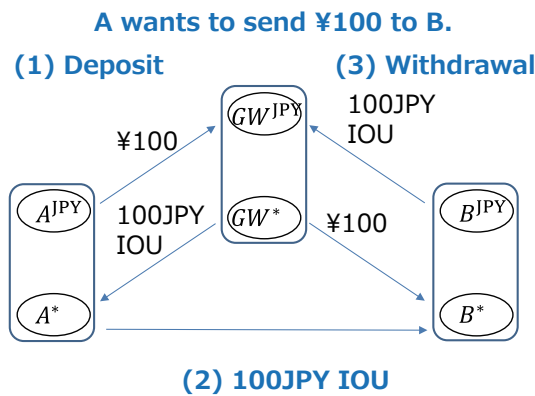 A wants to send ¥100 to B.
(1) Deposit
(3) Withdrawal
GW^JPY
100JPY
IOU
¥100
A^JPY
100JPY
IOU
GW*
¥100
B^JPY
A*
B*
(2) 100JPY IOU